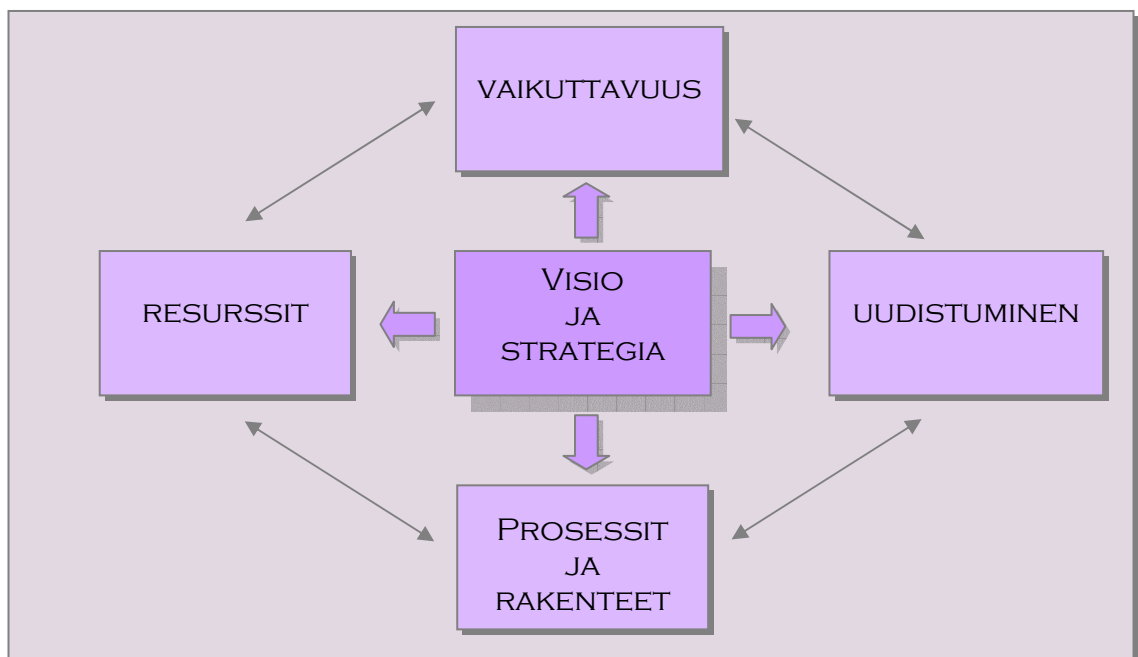 VAIKUTTAVUUS
RESURSSIT
VISIO
JA
STRATEGIA
UUDISTUMINEN
PROSESSIT
JA
RAKENTEET